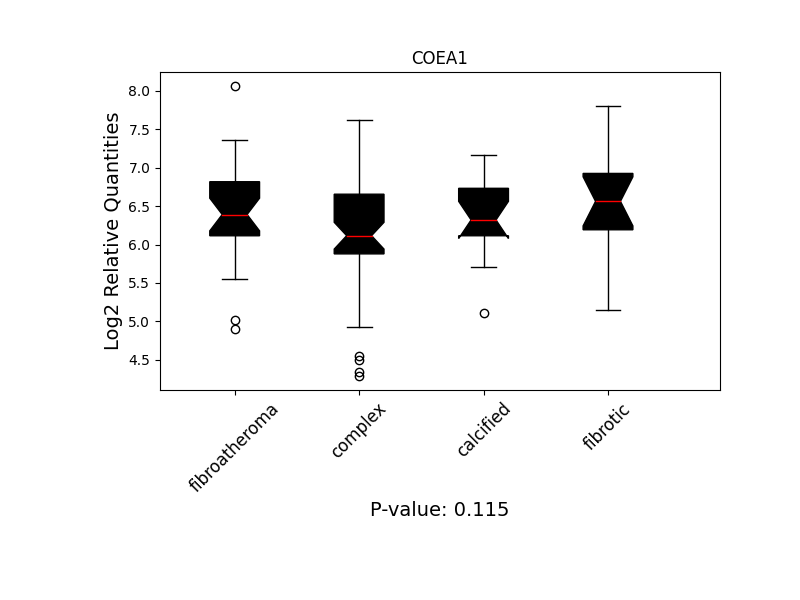 COEA1
Log2 Relative Quantities
8.0
7.5
7.0
6.5
6.0
5.5
5.0
4.5
fibroatheroma
complex
calcified
fibrotic
P-value: 0.115